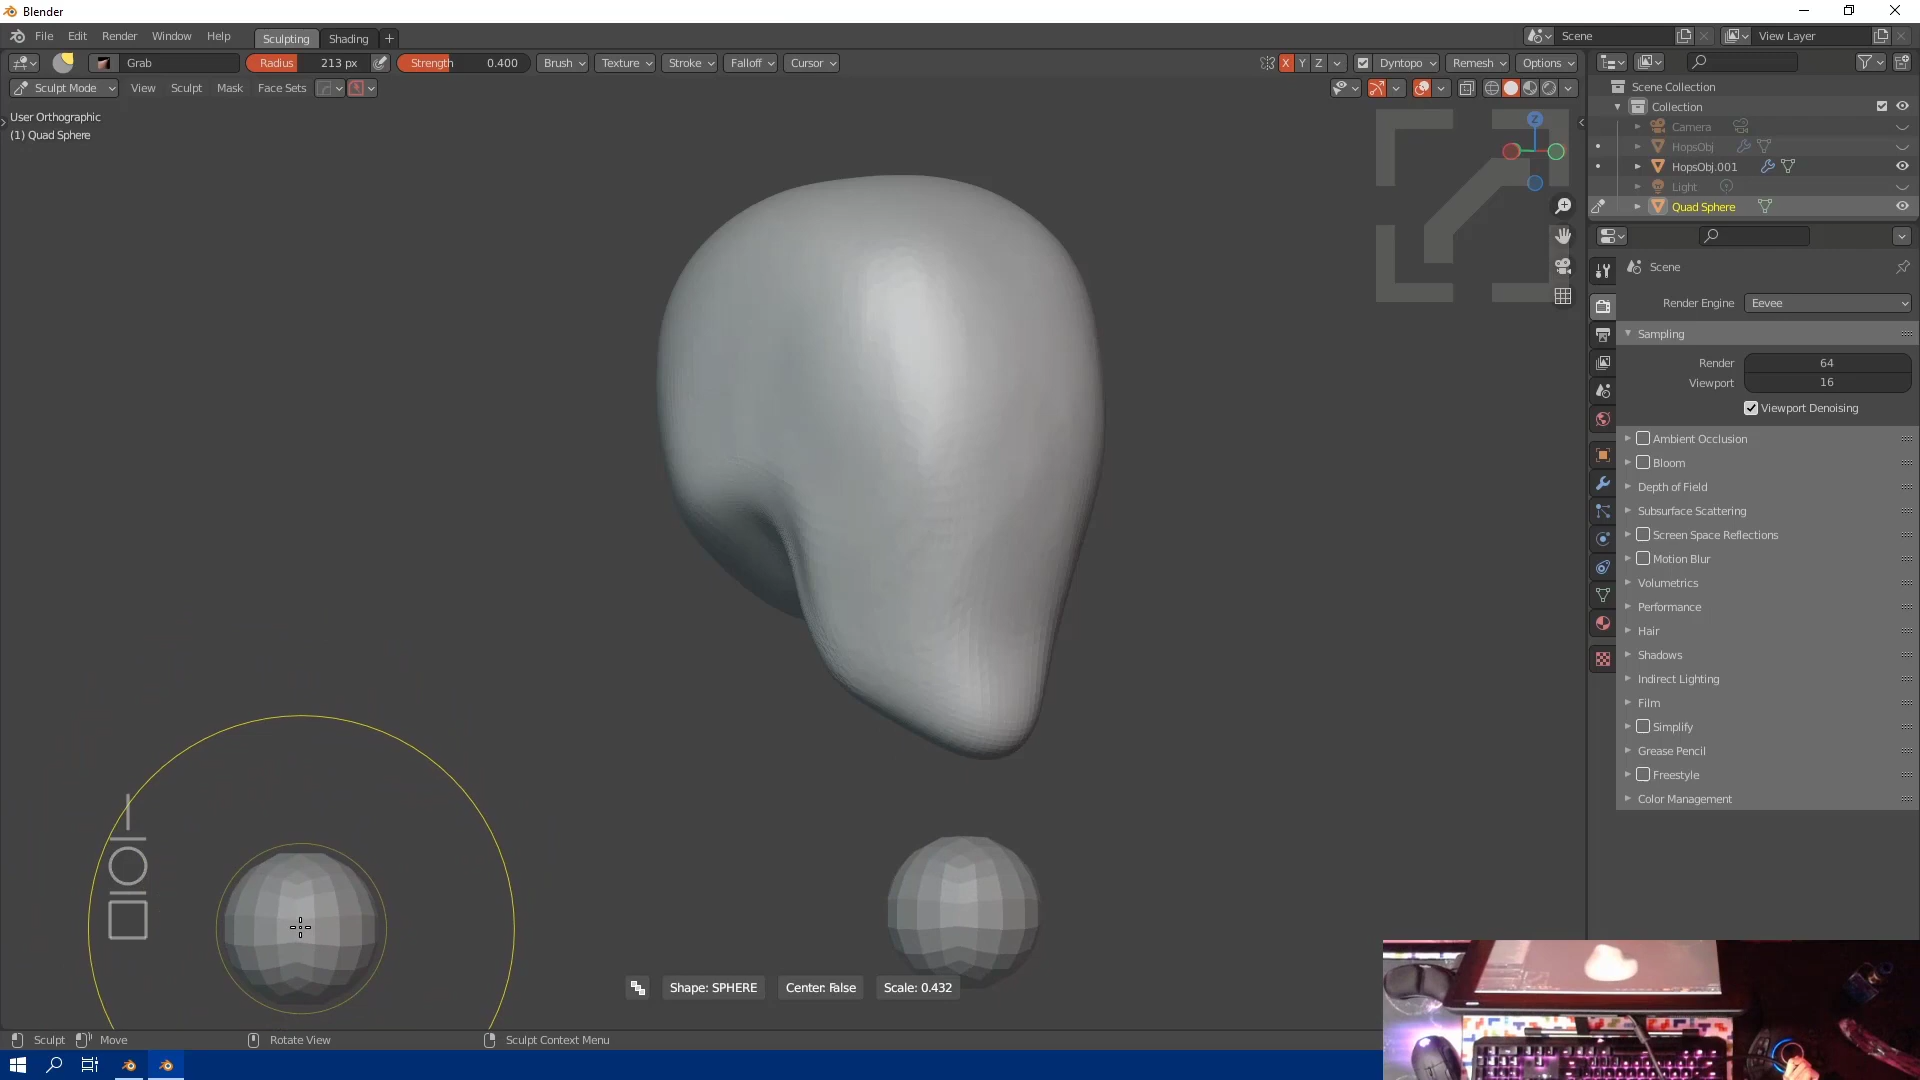 Blender
File Edit Render Window Help Sculpting Shading + Scene View Layer
Grab Radius 213 px Strength 0.400 Brush Texture Stroke Falloff Cursor X Y Z Dyntopo Remesh Options
Sculpt Mode View Sculpt Mask Face Sets
User Orthographic
(1) Quad Sphere
Z
Scene Collection
Collection
Camera
HopsObj
HopsObj.001
Light
Quad Sphere
Scene
Render Engine Eevee
Sampling
Render 64
Viewport 16
Viewport Denoising
Ambient Occlusion
Bloom
Depth of Field
Subsurface Scattering
Screen Space Reflections
Motion Blur
Volumetrics
Performance
Hair
Shadows
Indirect Lighting
Film
Simplify
Grease Pencil
Freestyle
Color Management
Shape: SPHERE Center: False Scale: 0.432
Sculpt Move Rotate View Sculpt Context Menu